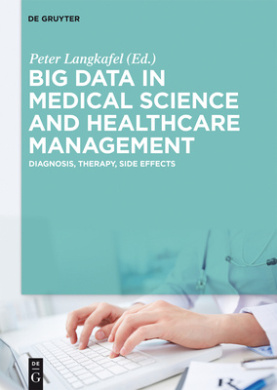 DE GRUYTER
Peter Langkafel (Ed.)
BIG DATA IN
MEDICAL SCIENCE
AND HEALTHCARE
MANAGEMENT
DIAGNOSIS, THERAPY, SIDE EFFECTS
DE
G